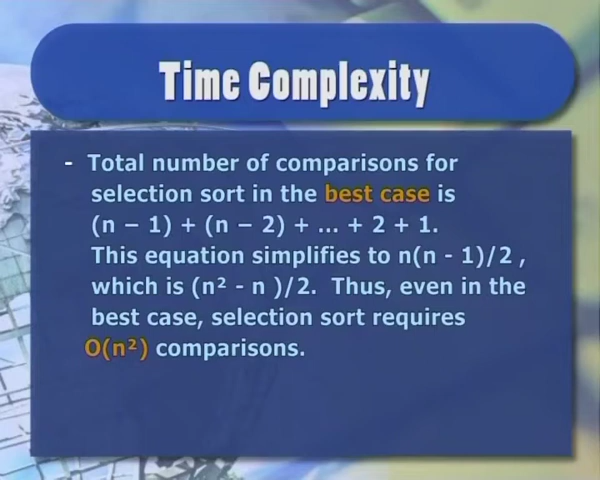 Time Complexity
- Total number of comparisons for
selection sort in the best case is
(n − 1) + (n − 2) + ... + 2 + 1.
This equation simplifies to n(n - 1)/2 ,
which is (n² - n )/2. Thus, even in the
best case, selection sort requires
O(n²) comparisons.